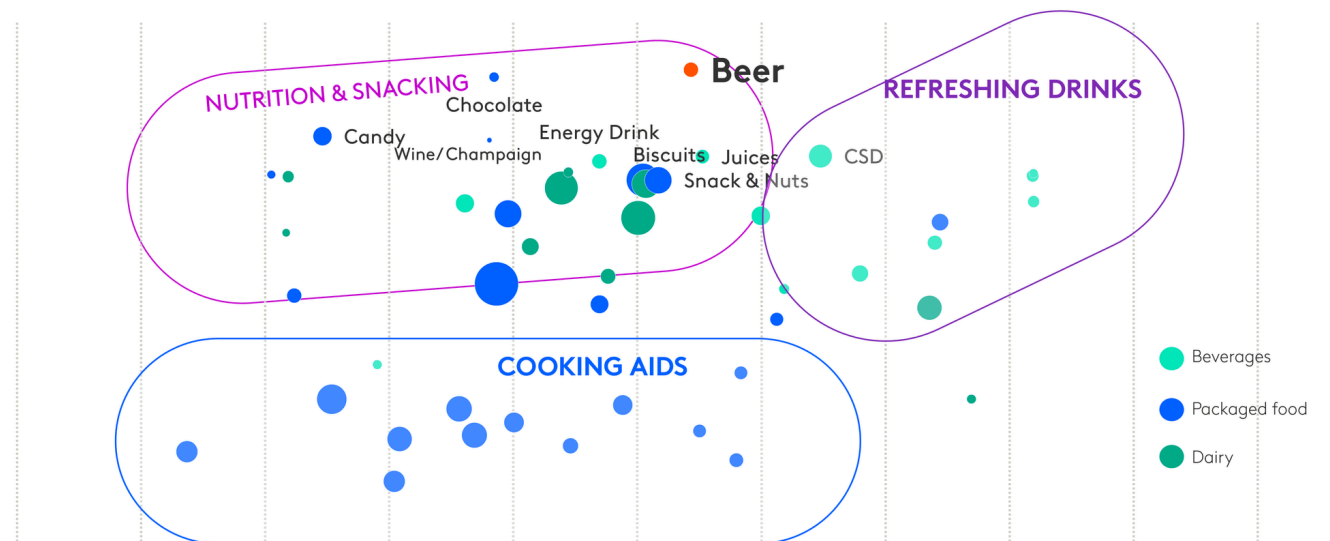 Beer
NUTRITION & SNACKING
REFRESHING DRINKS
Chocolate
Candy
Energy Drink
Wine/Champaign
Biscuits
Juices
CSD
Snack & Nuts
Beverages
COOKING AIDS
Packaged food
Dairy